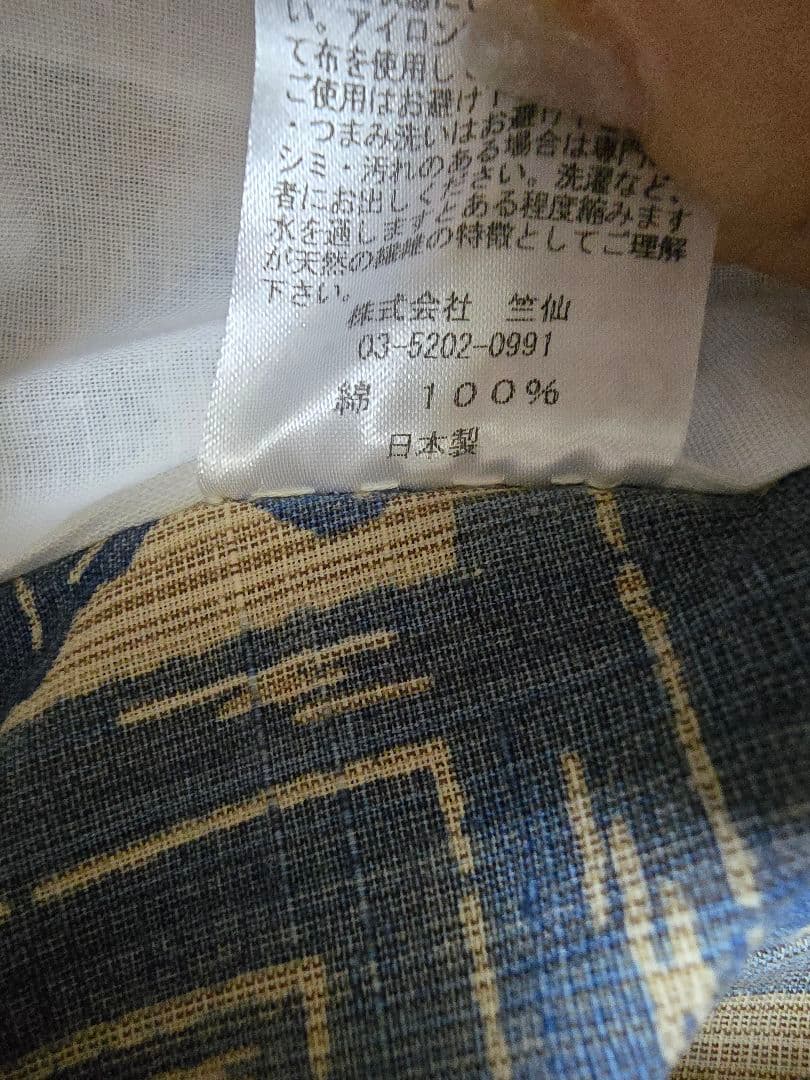 い。アイロン
て布を使用し、
ご使用はお避け下
・つまみ洗いはお避け下
シミ・汚れのある場合は専門
者にお出しください。洗濯など、
水を通しますとある程度縮みます
が天然の繊維の特徴としてご理解
下さい。
株式会社 竺仙
03-5202-0991
綿 100%
日本製